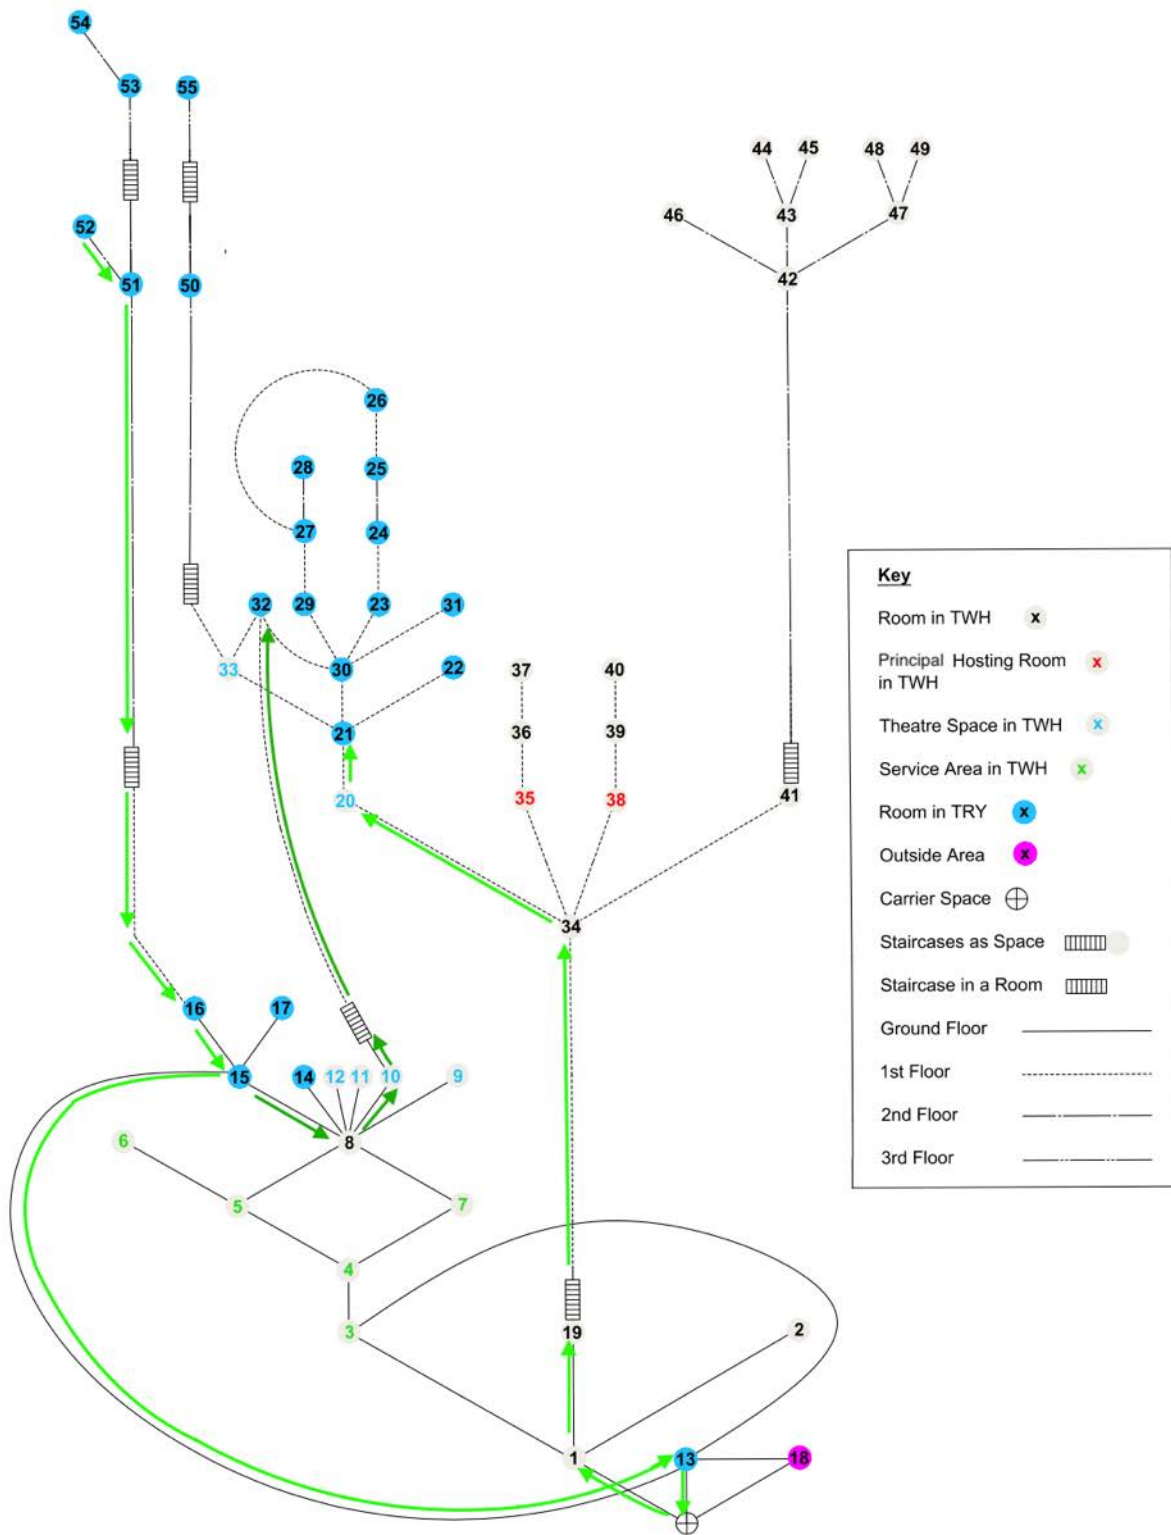 54
53 55
44 45 48 49
52 46 43 47
51 50 42
26
28 25
27 24
Key
32 29 23 31
Room in TWH x
33 30 22 37 40
Principal Hosting Room x
in TWH
21 36 39
Theatre Space in TWH x
Service Area in TWH x
20 35 38 41
Room in TRY x
Outside Area x
Carrier Space
34
Staircases as Space
Staircase in a Room
16 17
Ground Floor
15 14 12 11 10 9
1st Floor
2nd Floor
6 8
3rd Floor
5 7
4
3 19 2
1 13 18